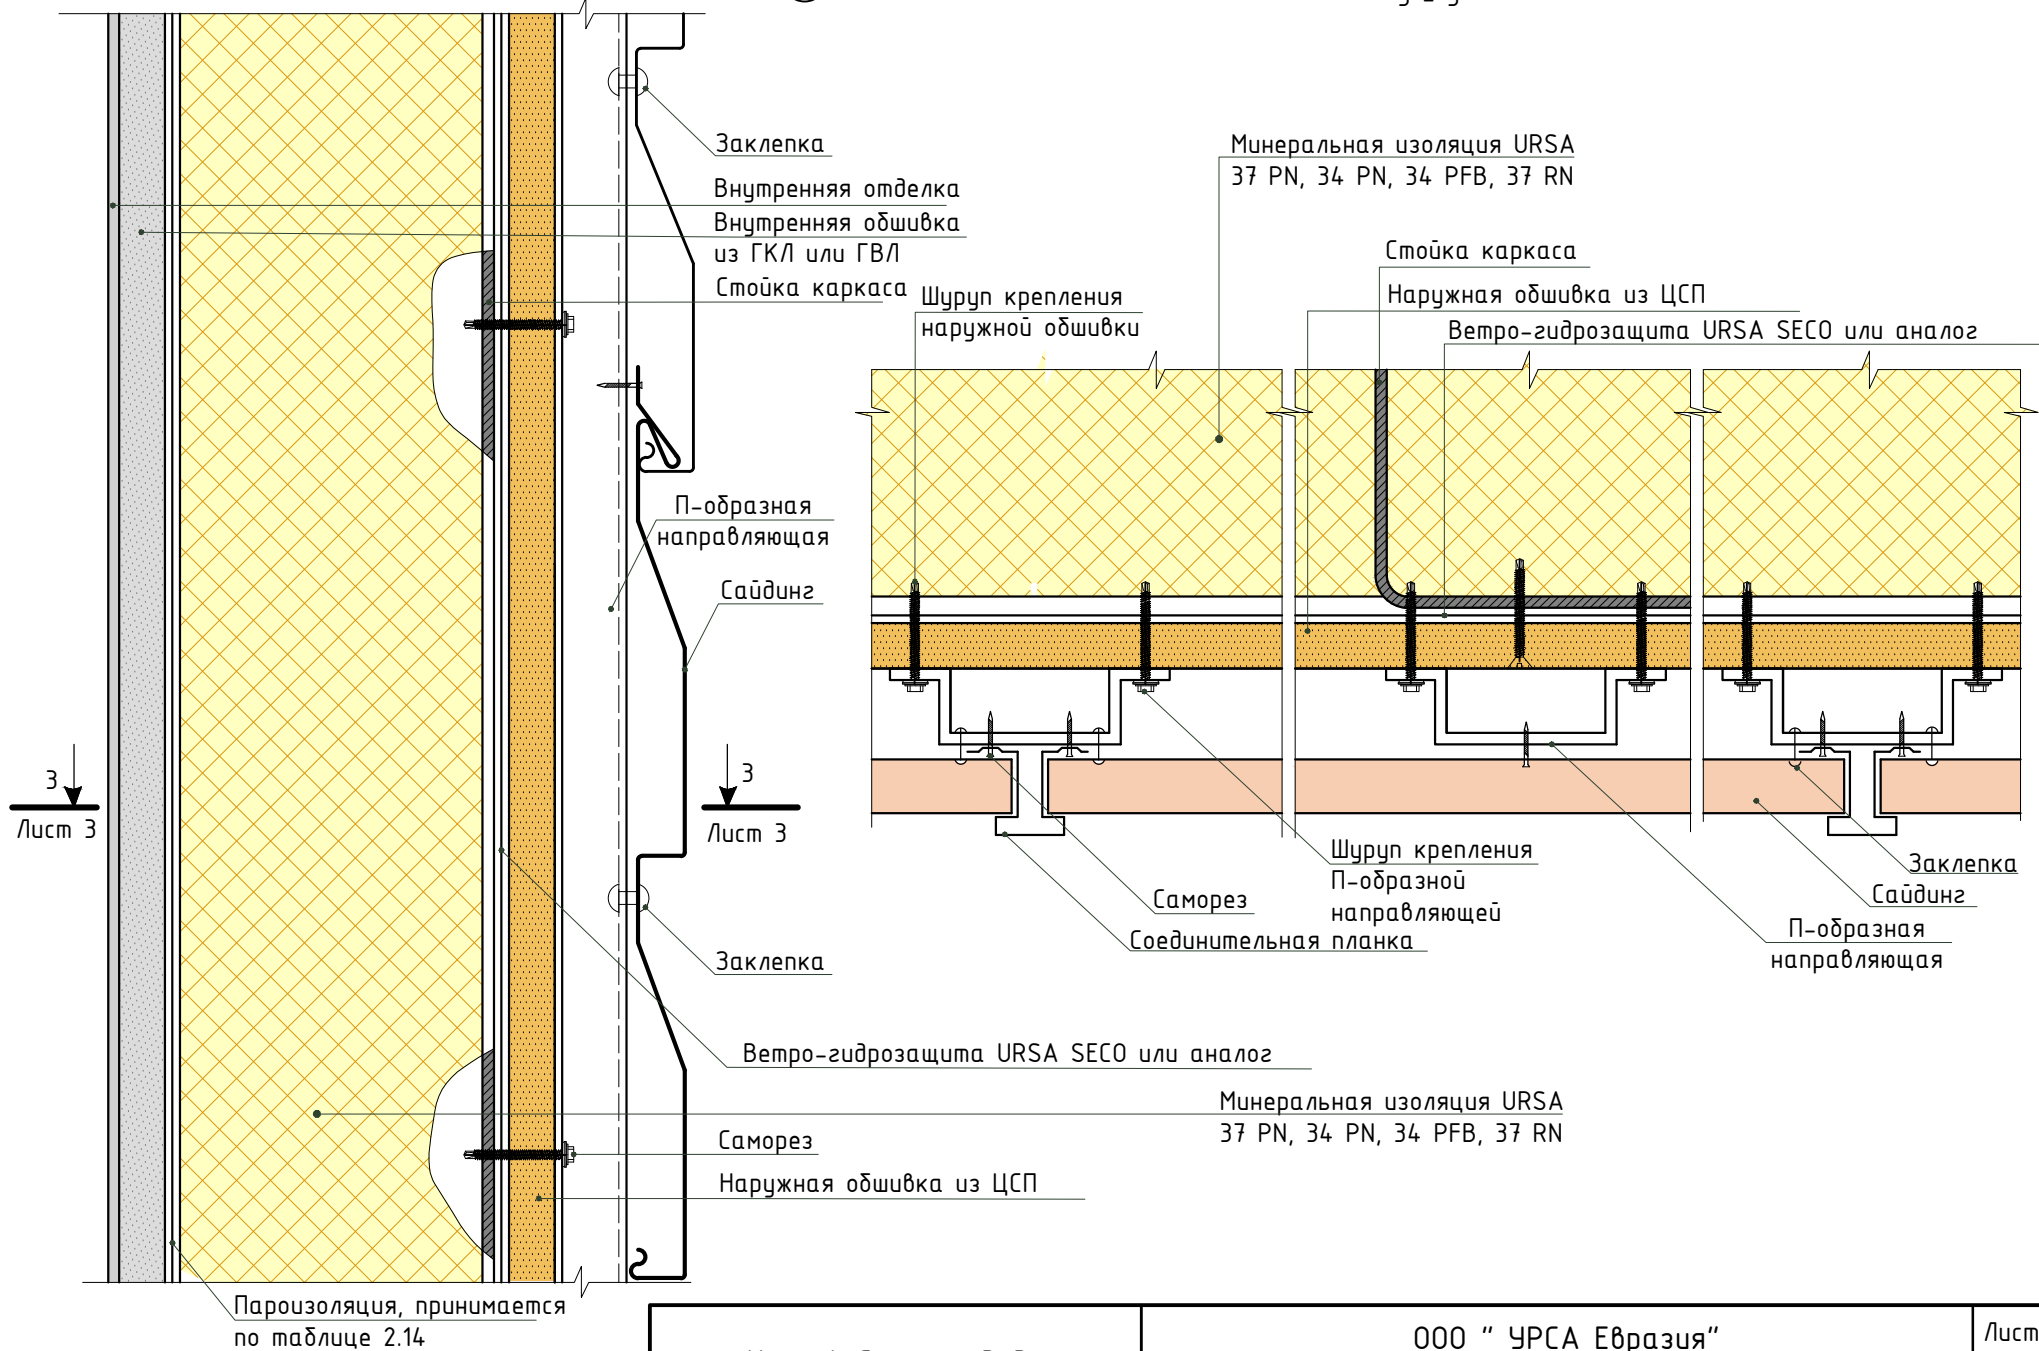 Заклепка
Внутренняя отделка
Внутренняя обшивка
из ГКЛ или ГВЛ
Стойка каркаса
П-образная
направляющая
Сайдинг
3
Лист 3
3
Лист 3
Заклепка
Ветро-гидрозащита URSA SECO или аналог
Минеральная изоляция URSA
37 PN, 34 PN, 34 PFB, 37 RN
Саморез
Наружная обшивка из ЦСП
Пароизоляция, принимается
по таблице 2.14
Минеральная изоляция URSA
37 PN, 34 PN, 34 PFB, 37 RN
Стойка каркаса
Шуруп крепления
наружной обшивки
Наружная обшивка из ЦСП
Ветро-гидрозащита URSA SECO или аналог
Шуруп крепления
П-образной
направляющей
Саморез
Соединительная планка
Заклепка
Сайдинг
П-образная
направляющая
ООО " УРСА Евразия"
Лист